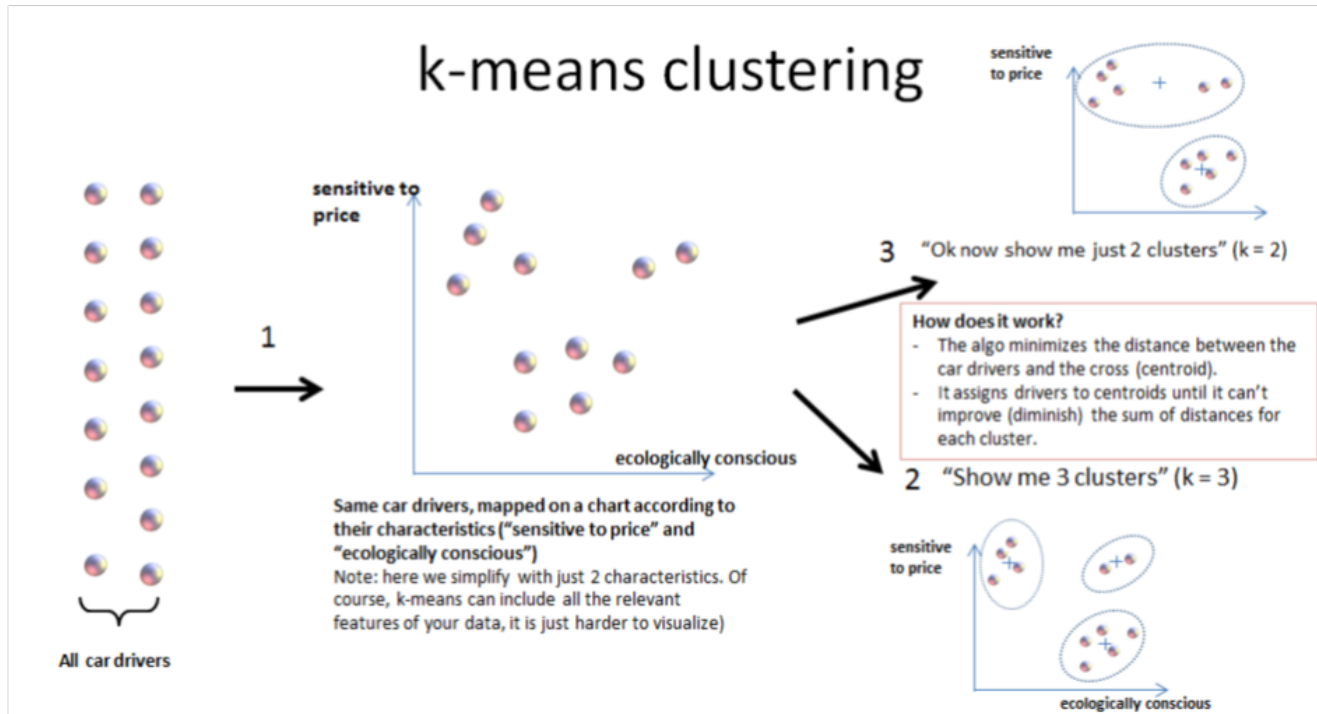 k-means clustering
All car drivers
1
sensitive to
price
ecologically conscious
Same car drivers, mapped on a chart according to
their characteristics ("sensitive to price" and
"ecologically conscious")
Note: here we simplify with just 2 characteristics. Of
course, k-means can include all the relevant
features of your data, it is just harder to visualize)
sensitive
to price
3 "Ok now show me just 2 clusters" (k = 2)
How does it work?
- The algo minimizes the distance between the
car drivers and the cross (centroid).
- It assigns drivers to centroids until it can't
improve (diminish) the sum of distances for
each cluster.
2 "Show me 3 clusters" (k = 3)
sensitive
to price
ecologically conscious